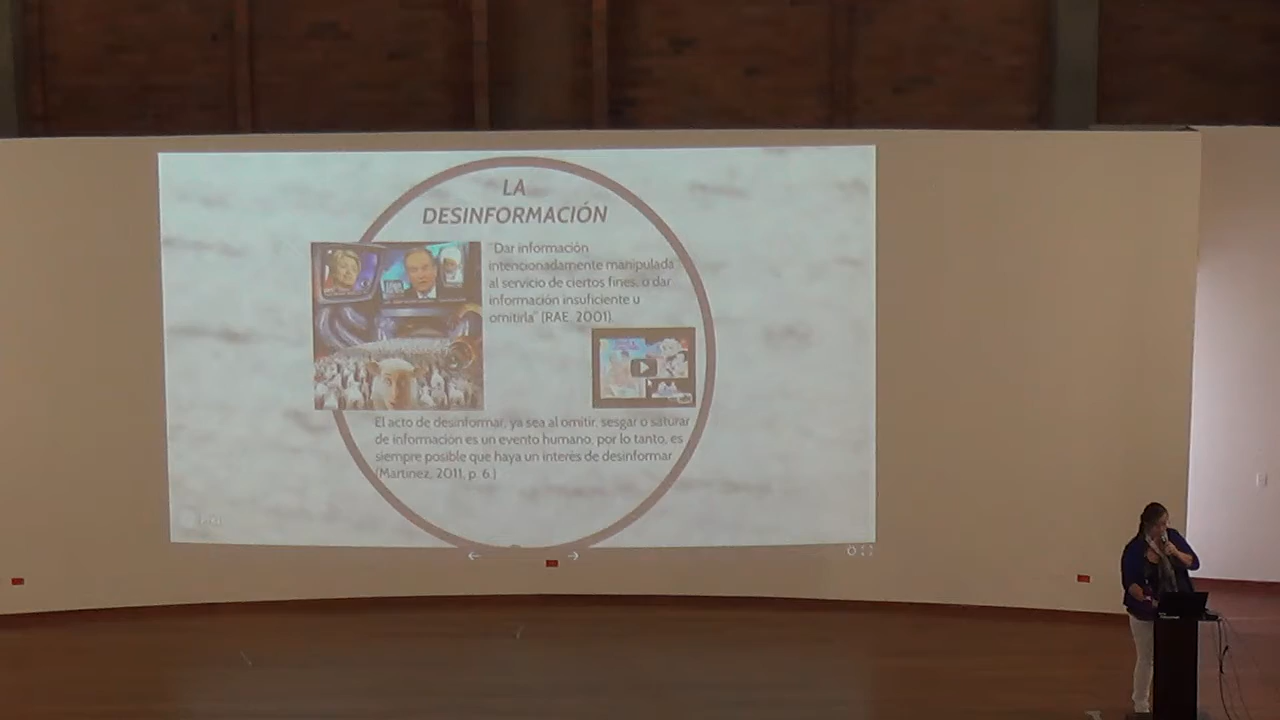 LA
DESINFORMACIÓN
"Dar información
intencionadamente manipulada
al servicio de ciertos fines, o dar
información insuficiente u
omitirla" (RAE. 2001).
El acto de desinformar, ya sea al omitir, sesgar o saturar
de información es un evento humano, por lo tanto, es
siempre posible que haya un interés de desinformar
(Martinez, 2011, p. 6.)